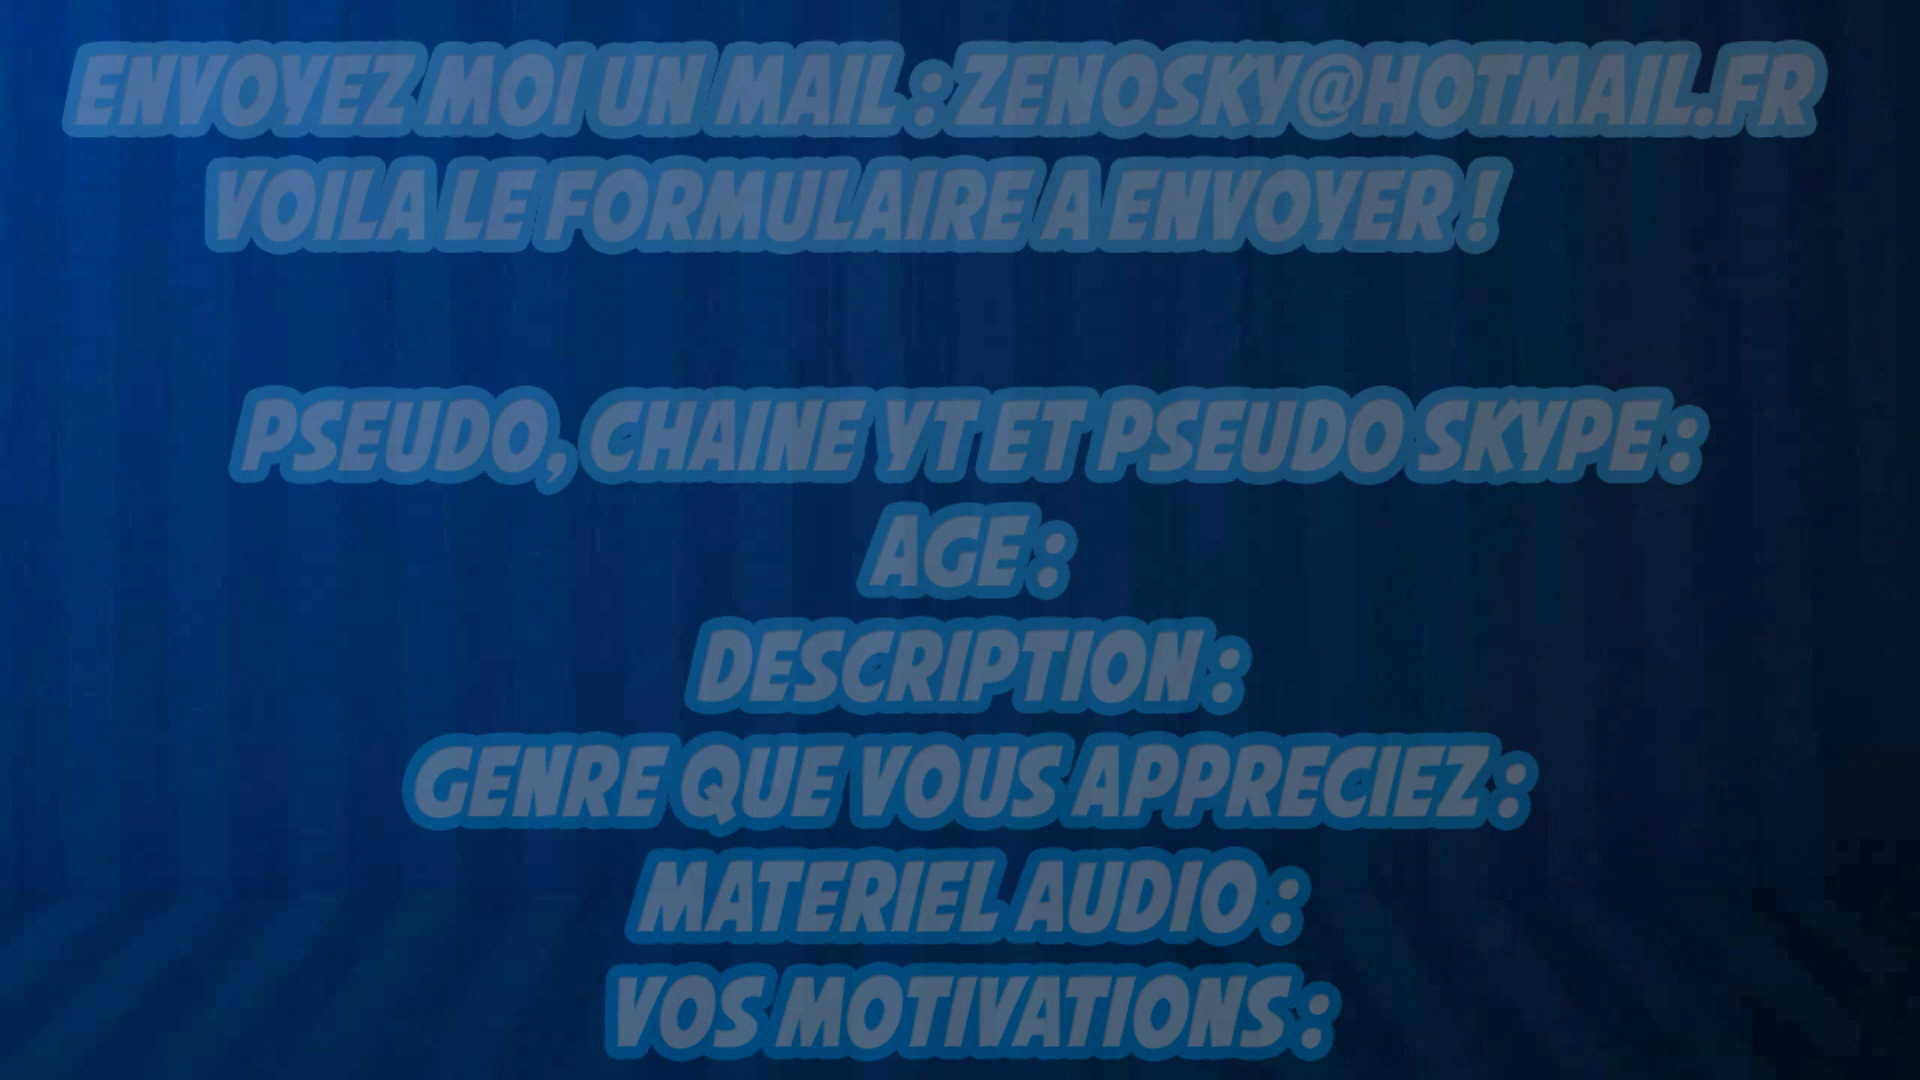 ENVOYEZ MOI UN MAIL : ZENOSKY@HOTMAIL.FR
VOILA LE FORMULAIRE A ENVOYER !
PSEUDO, CHAINE YT ET PSEUDO SKYPE :
AGE :
DESCRIPTION :
GENRE QUE VOUS APPRECIEZ :
MATERIEL AUDIO :
VOS MOTIVATIONS :